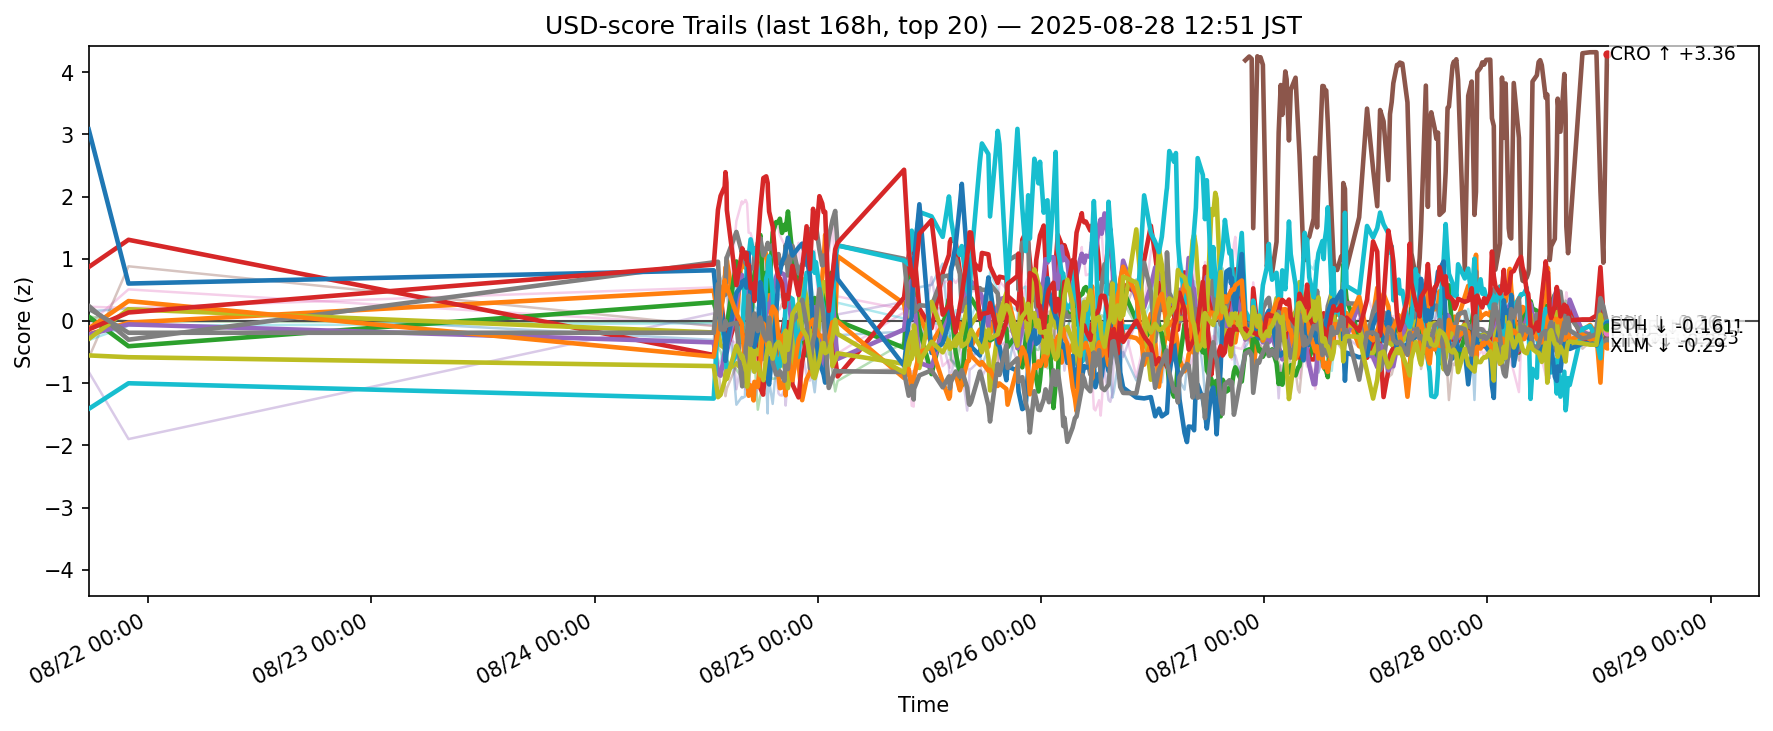 USD-score Trails (last 168h, top 20) — 2025-08-28 12:51 JST
Score (z)
4
3
2
1
0
−1
−2
−3
−4
CRO ↑ +3.36
ETH ↓ -0.16
XLM ↓ -0.29
08/22 00:00
08/23 00:00
08/24 00:00
08/25 00:00
08/26 00:00
08/27 00:00
08/28 00:00
08/29 00:00
Time